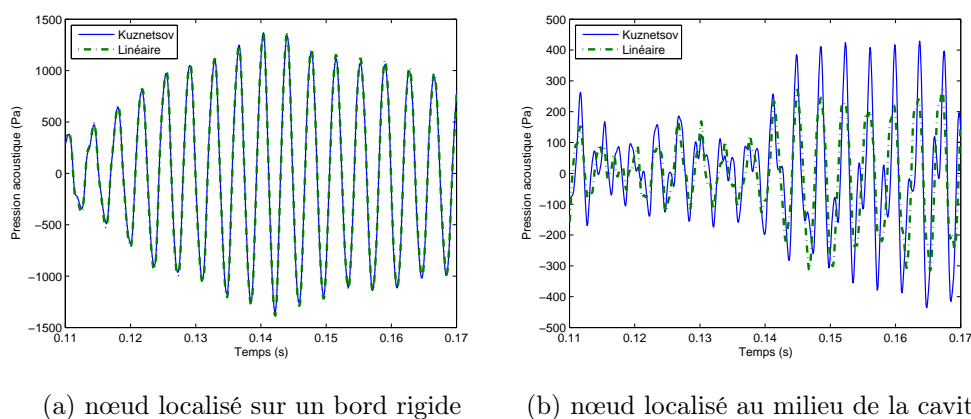 1500
1000
500
0
−500
−1000
−1500
0.11 0.12 0.13 0.14 0.15 0.16 0.17
Temps (s)
Pression acoustique (Pa)
Kuznetsov
Linéaire
500
400
300
200
100
0
−100
−200
−300
−400
−500
0.11 0.12 0.13 0.14 0.15 0.16 0.17
Temps (s)
Pression acoustique (Pa)
Kuznetsov
Linéaire
(a) nœud localisé sur un bord rigide
(b) nœud localisé au milieu de la cavit